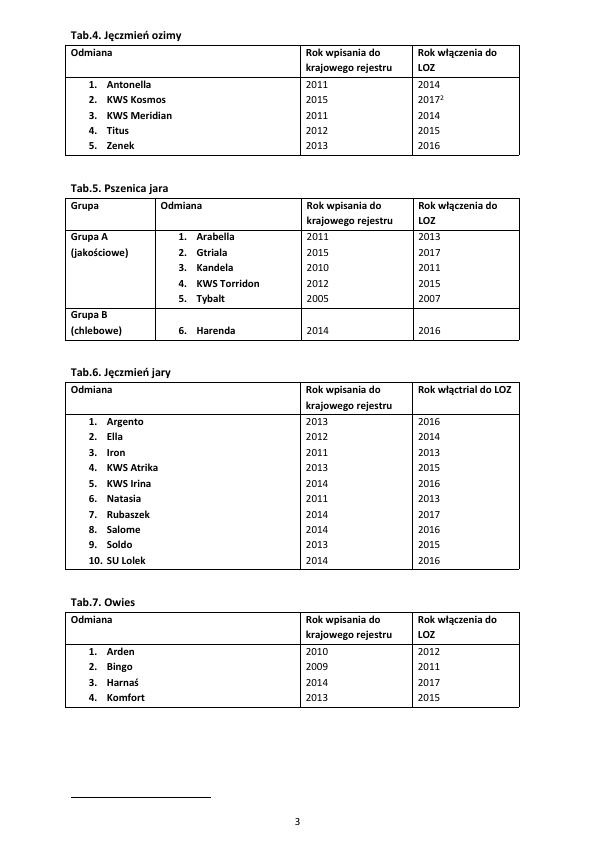 Tab.4. Jęczmień ozimy
Odmiana Rok wpisania do Rok włączenia do
krajowego rejestru LOZ
1. Antonella 2011 2014
2. KWS Kosmos 2015 2017²
3. KWS Meridian 2011 2014
4. Titus 2012 2015
5. Zenek 2013 2016
Tab.5. Pszenica jara
Grupa Odmiana Rok wpisania do Rok włączenia do
krajowego rejestru LOZ
Grupa A 1. Arabella 2011 2013
(jakościowe) 2. Gtriala 2015 2017
3. Kandela 2010 2011
4. KWS Torridon 2012 2015
5. Tybalt 2005 2007
Grupa B
(chlebowe) 6. Harenda 2014 2016
Tab.6. Jęczmień jary
Odmiana Rok wpisania do Rok włąctrial do LOZ
krajowego rejestru
1. Argento 2013 2016
2. Ella 2012 2014
3. Iron 2011 2013
4. KWS Atrika 2013 2015
5. KWS Irina 2014 2016
6. Natasia 2011 2013
7. Rubaszek 2014 2017
8. Salome 2014 2016
9. Soldo 2013 2015
10. SU Lolek 2014 2016
Tab.7. Owies
Odmiana Rok wpisania do Rok włączenia do
krajowego rejestru LOZ
1. Arden 2010 2012
2. Bingo 2009 2011
3. Harnaś 2014 2017
4. Komfort 2013 2015
3